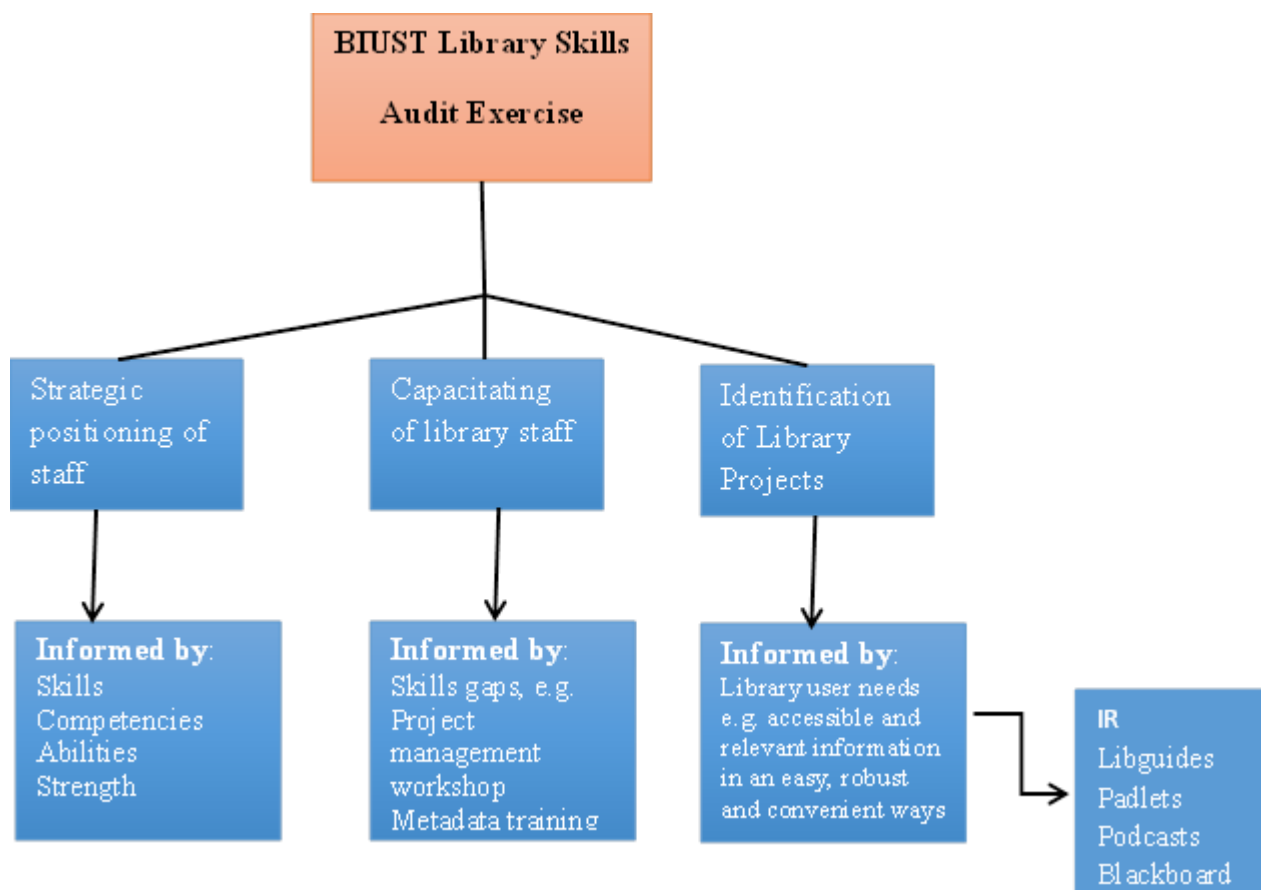 BIUST Library Skills
Audit Exercise
Strategic
positioning of
staff
Capacitating
of library staff
Identification
of Library
Projects
Informed by:
Skills
Competencies
Abilities
Strength
Informed by:
Skills gaps, e.g.
Project
management
workshop
Metadata training
Informed by:
Library user needs
e.g. accessible and
relevant information
in an easy, robust
and convenient ways
IR
Libguides
Padlets
Podcasts
Blackboard